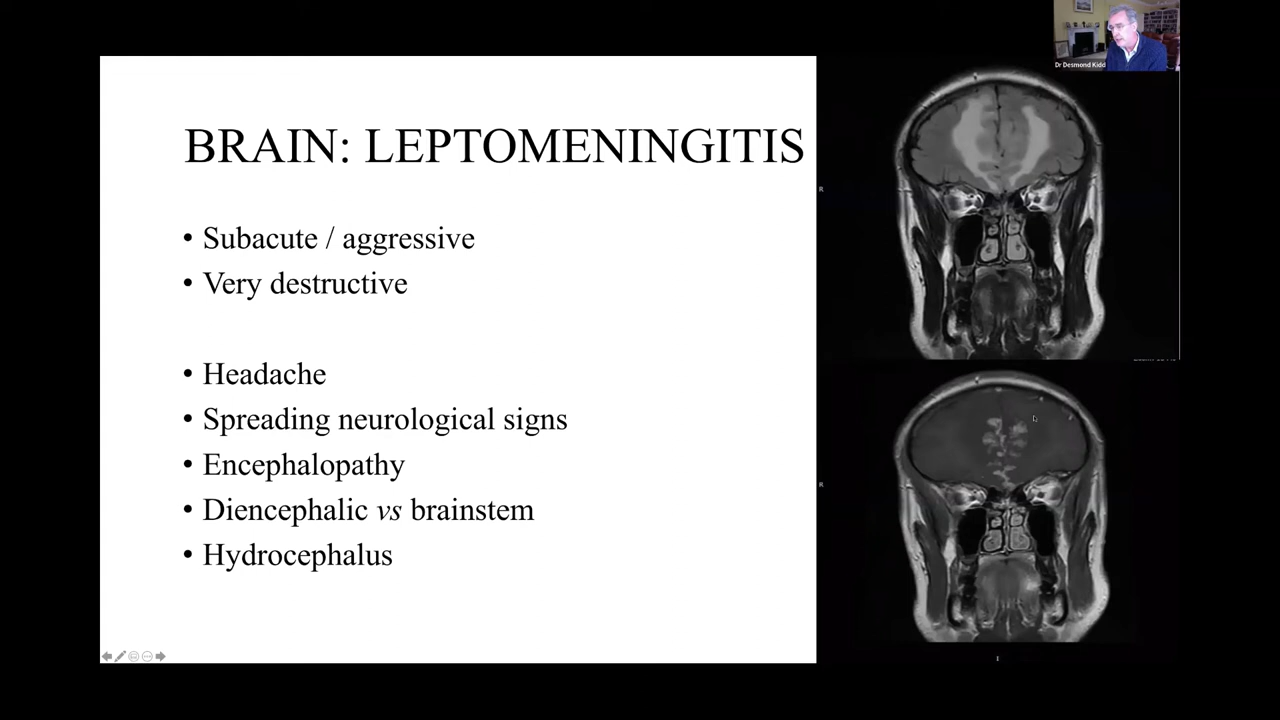 Dr Desmond Kidd
BRAIN: LEPTOMENINGITIS
• Subacute / aggressive
• Very destructive
• Headache
• Spreading neurological signs
• Encephalopathy
• Diencephalic vs brainstem
• Hydrocephalus
R
R